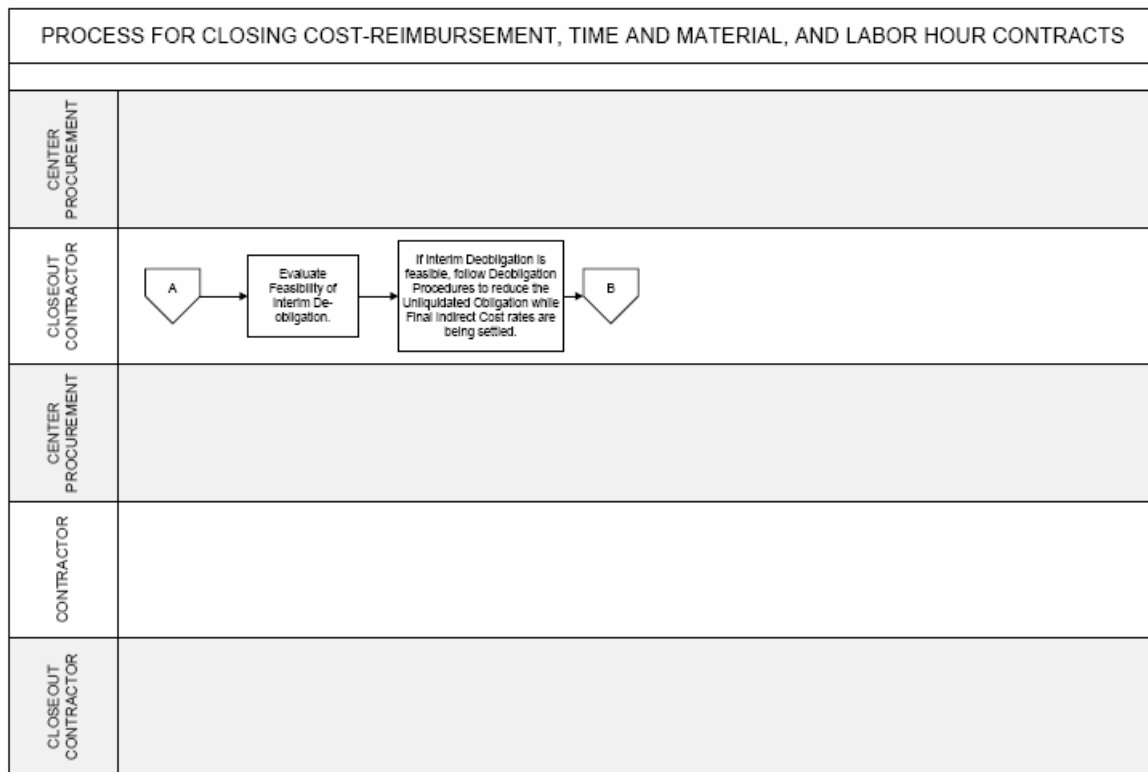 PROCESS FOR CLOSING COST-REIMBURSEMENT, TIME AND MATERIAL, AND LABOR HOUR CONTRACTS
CENTER
PROCUREMENT
CLOSEOUT
CONTRACTOR
A
Evaluate
Feasibility of
Interim De-
obligation.
If Interim Deobligation is
feasible, follow Deobligation
Procedures to reduce the
Unliquidated Obligation while
Final Indirect Cost rates are
being settled.
B
CENTER
PROCUREMENT
CONTRACTOR
CLOSEOUT
CONTRACTOR